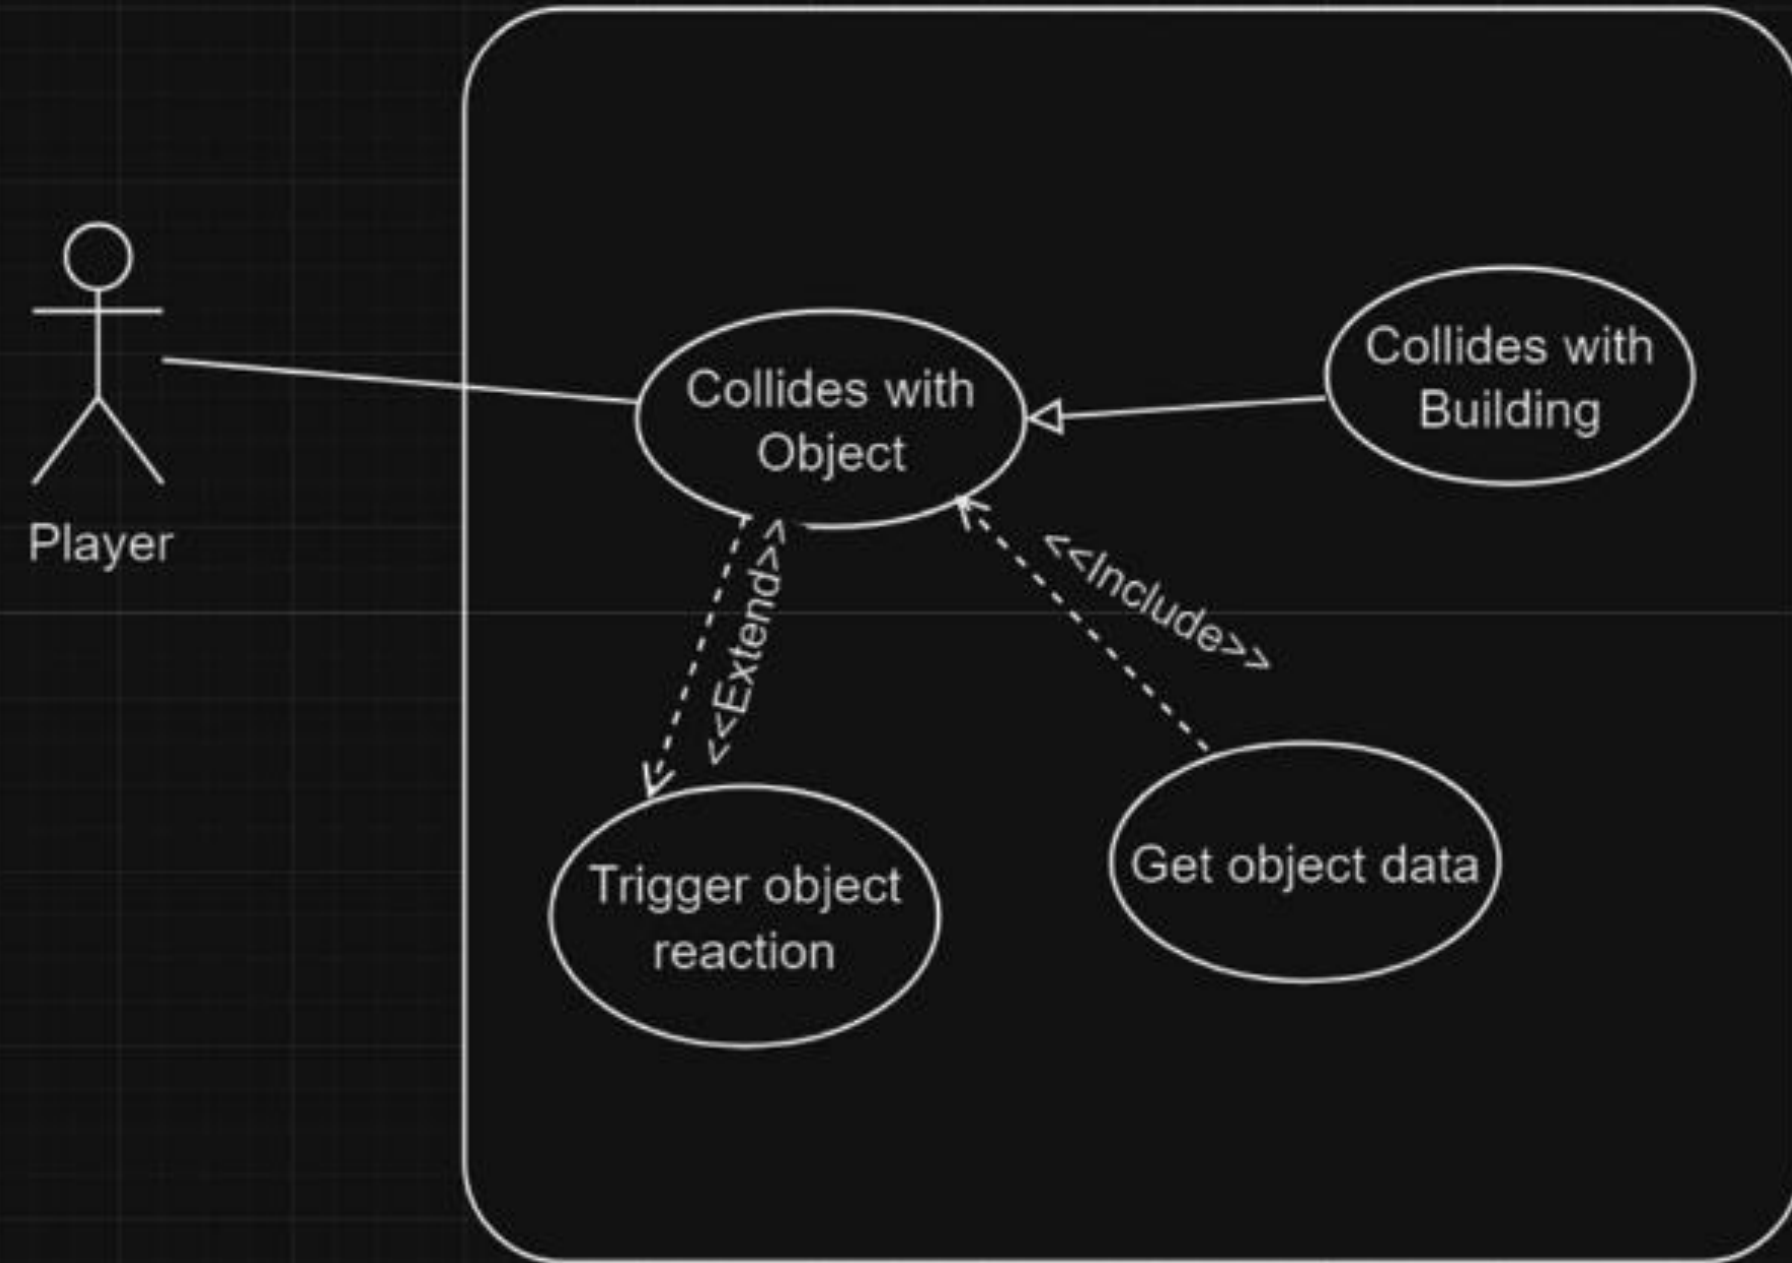 Collides with
Object
Collides with
Building
Player
<<Extend>>
<<Include>>
Trigger object
reaction
Get object data